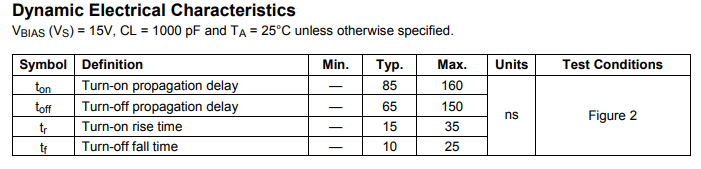 Dynamic Electrical Characteristics
VBIAS (VS) = 15V, CL = 1000 pF and TA = 25°C unless otherwise specified.
Symbol Definition Min. Typ. Max. Units Test Conditions
ton Turn-on propagation delay — 85 160
toff Turn-off propagation delay — 65 150
ns Figure 2
tr Turn-on rise time — 15 35
tf Turn-off fall time — 10 25